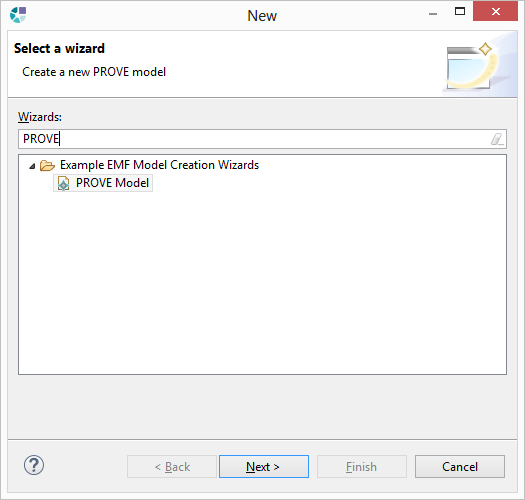 New
Select a wizard
Create a new PROVE model
Wizards:
PROVE
Example EMF Model Creation Wizards
PROVE Model
? < Back Next > Finish Cancel